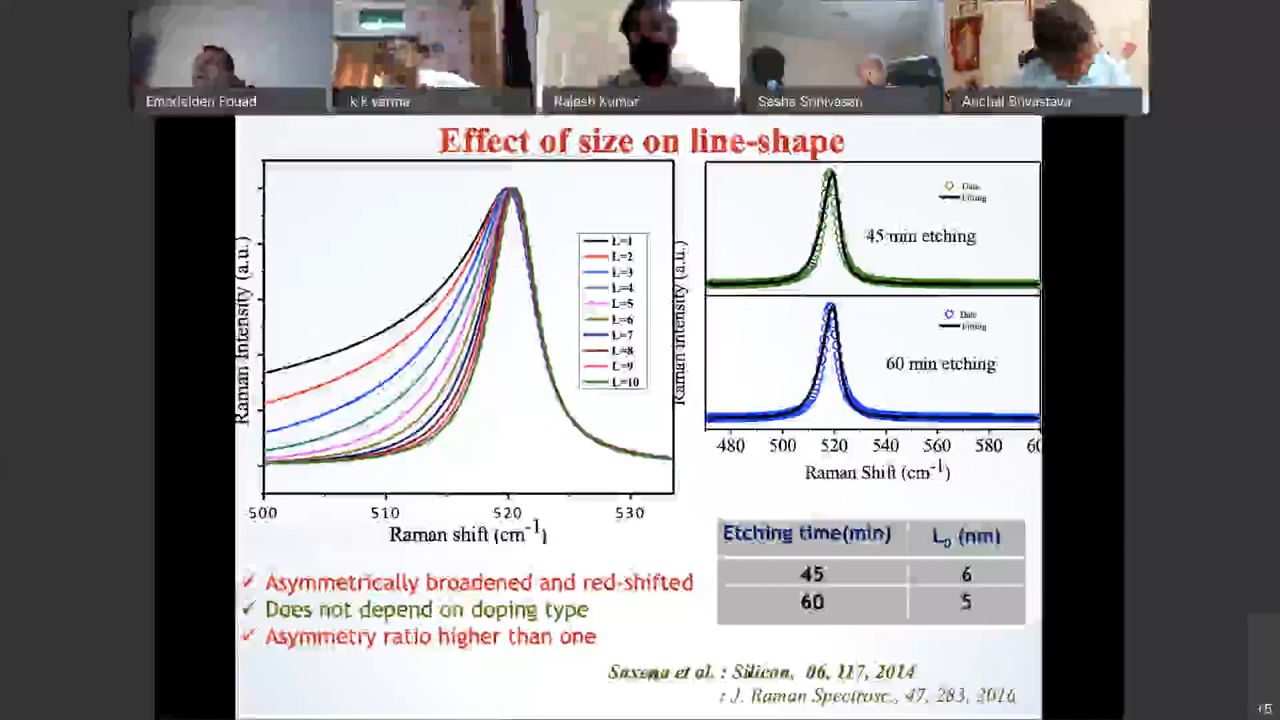 k k varma
Rajesh Kumar
Sasha Srinivasan
Anchal Srivastava
Effect of size on line-shape
Raman Intensity (a.u.)
L=1
L=2
L=3
L=4
L=5
L=6
L=7
L=8
L=9
L=10
500 510 520 530
Raman shift (cm-1)
Raman intensity (a.u.)
Data
Fitting
45 min etching
Data
Fitting
60 min etching
480 500 520 540 560 580 60
Raman Shift (cm-1)
Etching time(min) L0 (nm)
45 6
60 5
✓ Asymmetrically broadened and red-shifted
✓ Does not depend on doping type
✓ Asymmetry ratio higher than one
Saxena et al. : Silicon, 06, 117, 2014
: J. Raman Spectrosc., 47, 283, 2016
+5